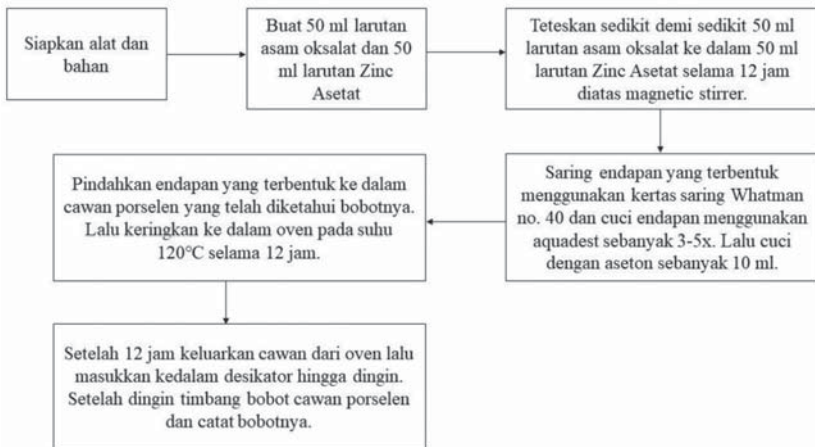 Siapkan alat dan
bahan
Buat 50 ml larutan
asam oksalat dan 50
ml larutan Zinc
Asetat
Teteskan sedikit demi sedikit 50 ml
larutan asam oksalat ke dalam 50 ml
larutan Zinc Asetat selama 12 jam
diatas magnetic stirrer.
Saring endapan yang terbentuk
menggunakan kertas saring Whatman
no. 40 dan cuci endapan menggunakan
aquadest sebanyak 3-5x. Lalu cuci
dengan aseton sebanyak 10 ml.
Pindahkan endapan yang terbentuk ke dalam
cawan porselen yang telah diketahui bobotnya.
Lalu keringkan ke dalam oven pada suhu
120°C selama 12 jam.
Setelah 12 jam keluarkan cawan dari oven lalu
masukkan kedalam desikator hingga dingin.
Setelah dingin timbang bobot cawan porselen
dan catat bobotnya.